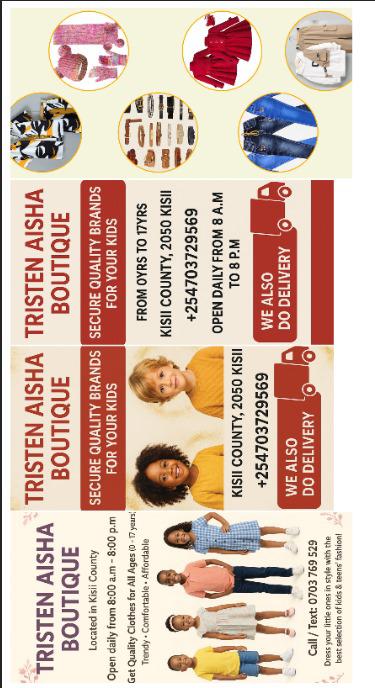 TRISTEN AISHA
BOUTIQUE
Located in Kisii County
Open daily from 8:00 a.m – 8:00 p.m
Get Quality Clothes for All Ages (0 - 17 years)
Trendy • Comfortable • Affordable
Call / Text: 0703 769 529
Dress your little ones in style with the
best selection of kids & teens' fashion!
TRISTEN AISHA
BOUTIQUE
SECURE QUALITY BRANDS
FOR YOUR KIDS
KISII COUNTY, 2050 KISII
+254703729569
WE ALSO
DO DELIVERY
TRISTEN AISHA
BOUTIQUE
SECURE QUALITY BRANDS
FOR YOUR KIDS
FROM 0YRS TO 17YRS
KISII COUNTY, 2050 KISII
+254703729569
OPEN DAILY FROM 8 A.M
TO 8 P.M
WE ALSO
DO DELIVERY